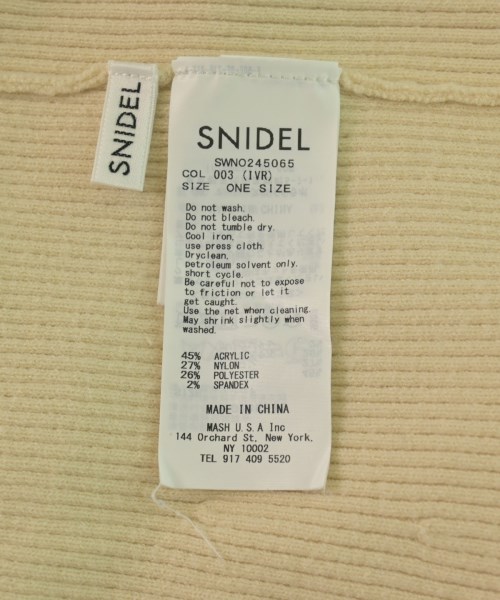 SNIDEL
SNIDEL
SWNO245065
COL 003 (IVR)
SIZE ONE SIZE
Do not wash.
Do not bleach.
Do not tumble dry.
Cool iron,
use press cloth.
Dryclean,
petroleum solvent only,
short cycle.
Be careful not to expose
to friction or let it
get caught.
Use the net when cleaning.
May shrink slightly when
washed.
45% ACRYLIC
27% NYLON
26% POLYESTER
2% SPANDEX
MADE IN CHINA
MASH U.S.A Inc
144 Orchard St, New York,
NY 10002
TEL 917 409 5520